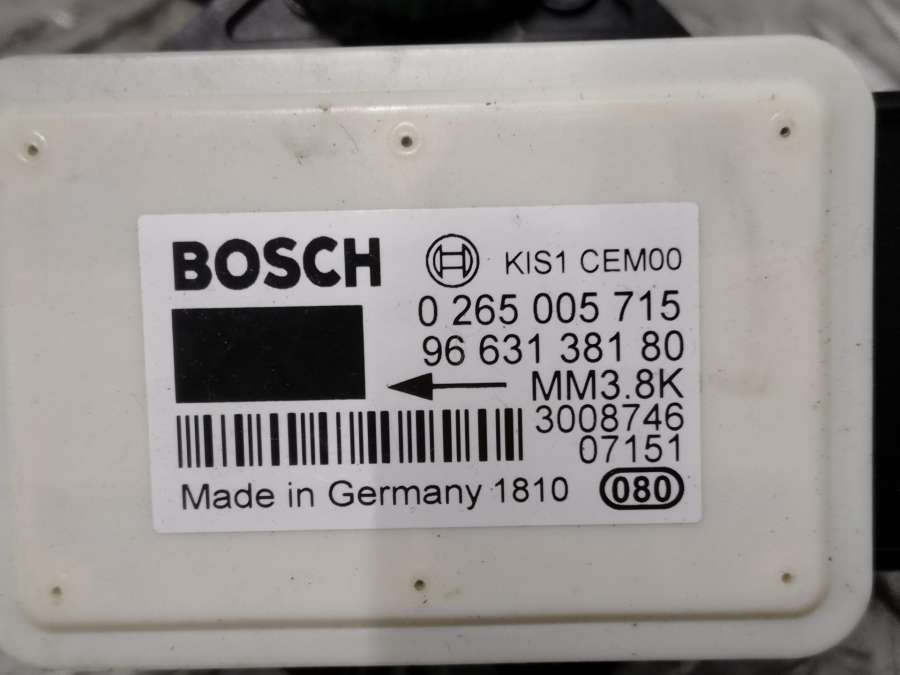 BOSCH KIS1 CEM00
0 265 005 715
96 631 381 80
MM3.8K
3008746
07151
Made in Germany 1810 080